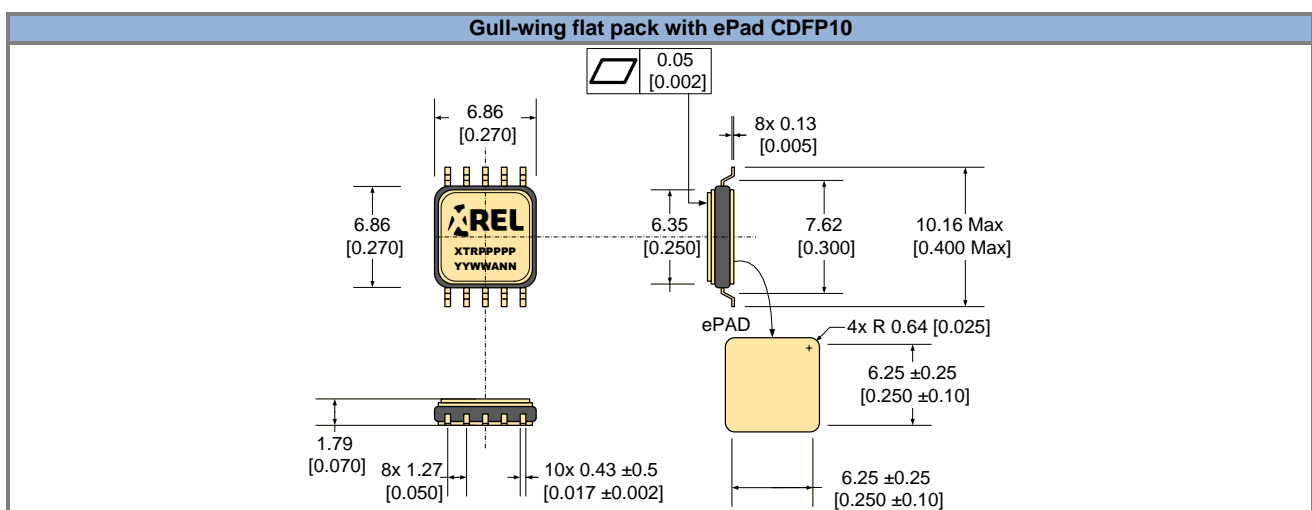 Gull-wing flat pack with ePad CDFP10
0.05
[0.002]
6.86
[0.270]
8x 0.13
[0.005]
6.86
[0.270]
XREL
XTRPPPPP
YYWWANN
6.35
[0.250]
7.62
[0.300]
10.16 Max
[0.400 Max]
ePAD
4x R 0.64 [0.025]
6.25 ±0.25
[0.250 ±0.10]
1.79
[0.070]
8x 1.27
[0.050]
10x 0.43 ±0.5
[0.017 ±0.002]
6.25 ±0.25
[0.250 ±0.10]